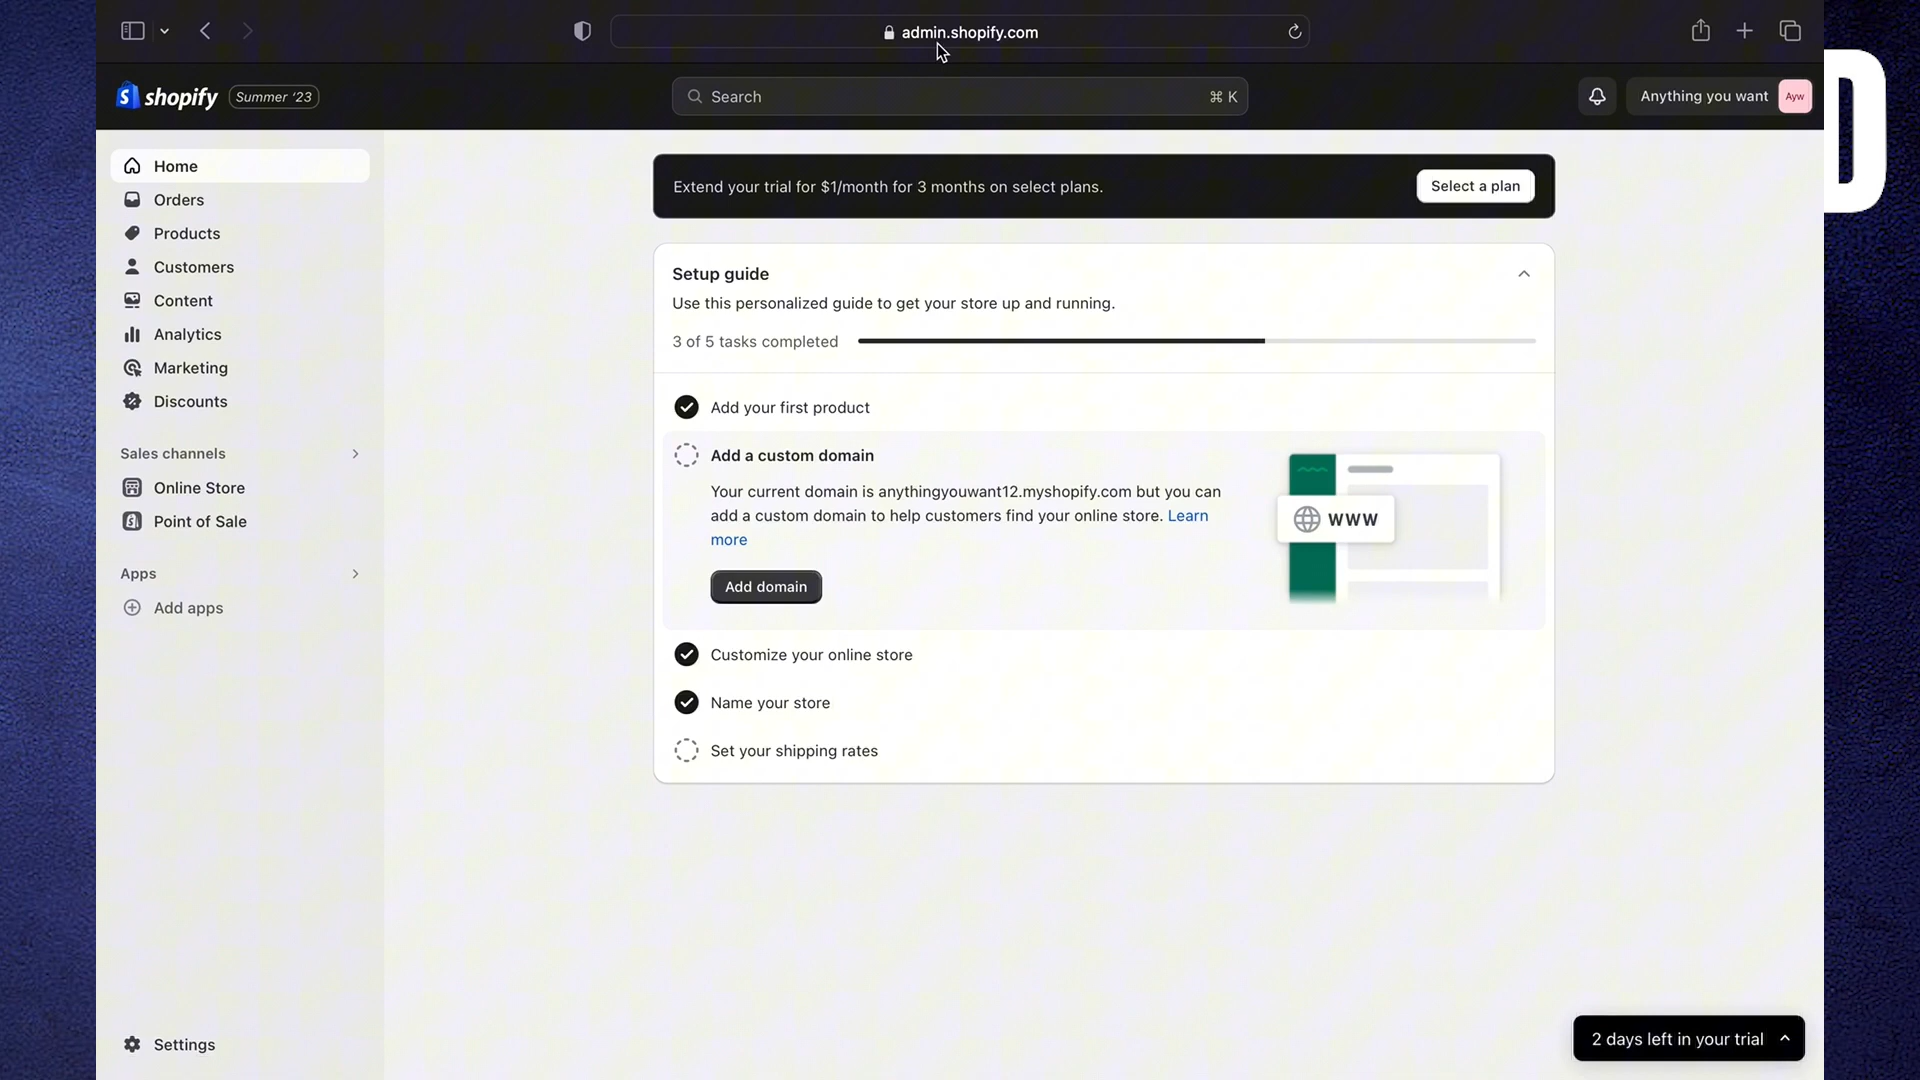 admin.shopify.com
shopify Summer '23
Search ⌘ K
Anything you want Ayw
Home
Orders
Products
Customers
Content
Analytics
Marketing
Discounts
Sales channels
Online Store
Point of Sale
Apps
Add apps
Settings
Extend your trial for $1/month for 3 months on select plans.
Select a plan
Setup guide
Use this personalized guide to get your store up and running.
3 of 5 tasks completed
Add your first product
Add a custom domain
Your current domain is anythingyouwant12.myshopify.com but you can
add a custom domain to help customers find your online store. Learn
more
Add domain
WWW
Customize your online store
Name your store
Set your shipping rates
2 days left in your trial